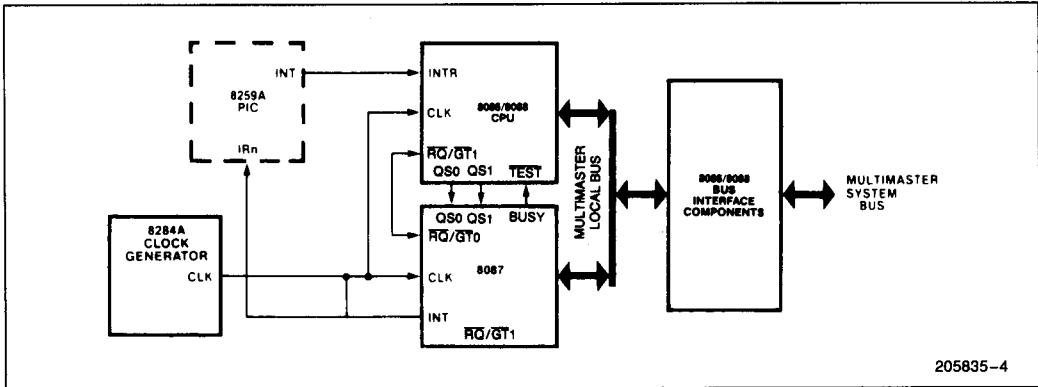 INT
8259A
PIC
IRn
INTR
CLK
8086/8088
CPU
RQ/GT1
QS0 QS1 TEST
QS0 QS1 BUSY
RQ/GT0
8087
CLK
INT
RQ/GT1
8284A
CLOCK
GENERATOR
CLK
MULTIMASTER
LOCAL BUS
8086/8088
BUS
INTERFACE
COMPONENTS
MULTIMASTER
SYSTEM
BUS
205835-4